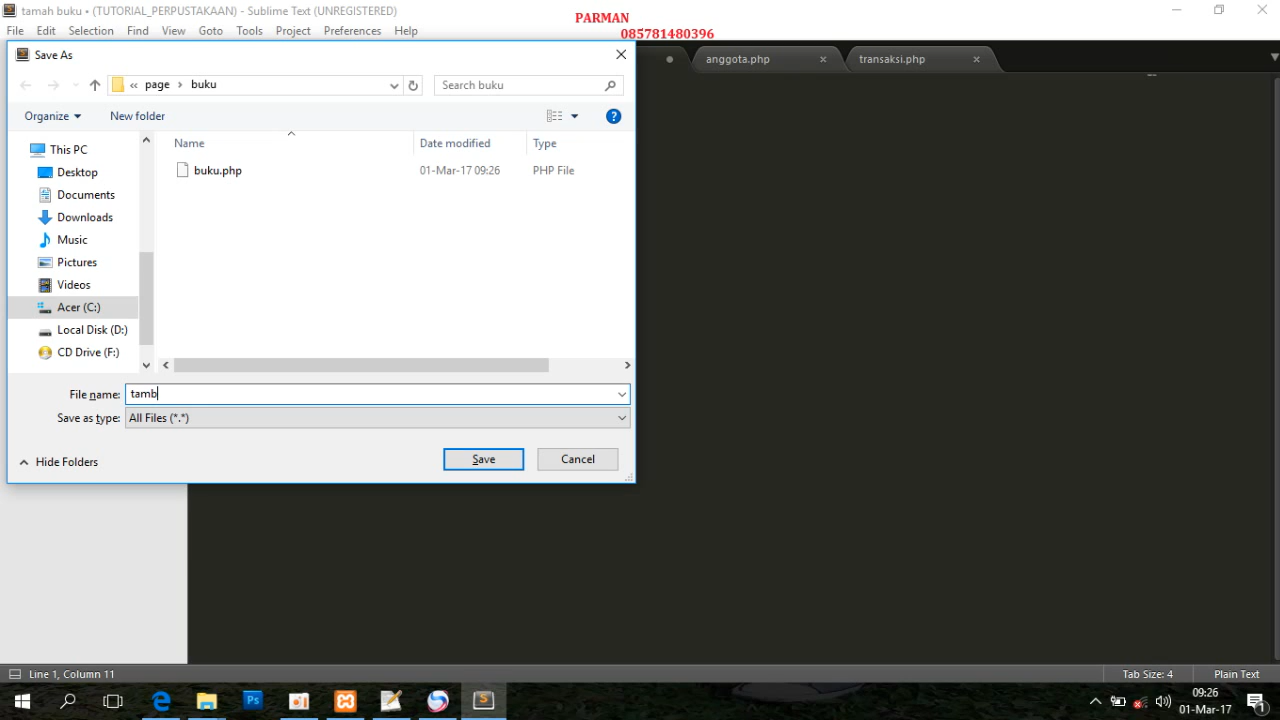 tamah buku • (TUTORIAL_PERPUSTAKAAN) - Sublime Text (UNREGISTERED)
PARMAN
085781480396
File Edit Selection Find View Goto Tools Project Preferences Help
Save As
anggota.php
transaksi.php
« page > buku
Search buku
Organize
New folder
Name
Date modified
Type
buku.php
01-Mar-17 09:26
PHP File
This PC
Desktop
Documents
Downloads
Music
Pictures
Videos
Acer (C:)
Local Disk (D:)
CD Drive (F:)
File name: tamb
Save as type: All Files (*.*)
Hide Folders
Save
Cancel
Line 1, Column 11
Tab Size: 4
Plain Text
09:26
01-Mar-17